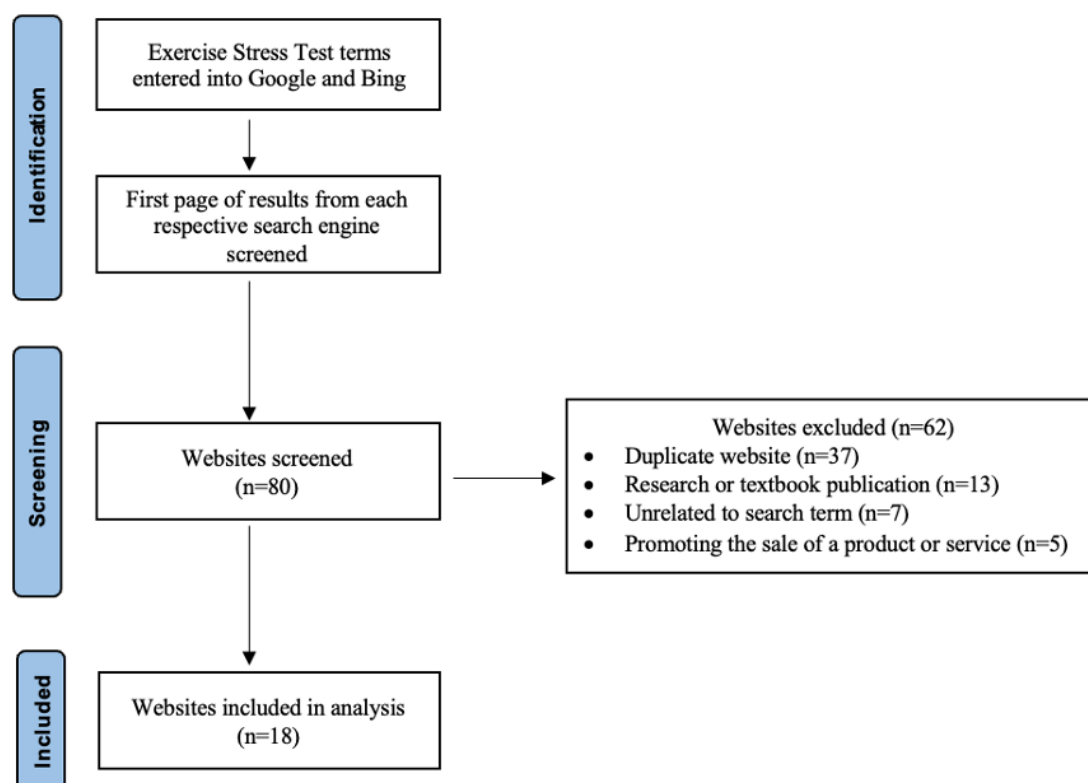 Identification
Exercise Stress Test terms
entered into Google and Bing
First page of results from each
respective search engine
screened
Screening
Websites screened
(n=80)
Websites excluded (n=62)
• Duplicate website (n=37)
• Research or textbook publication (n=13)
• Unrelated to search term (n=7)
• Promoting the sale of a product or service (n=5)
Included
Websites included in analysis
(n=18)